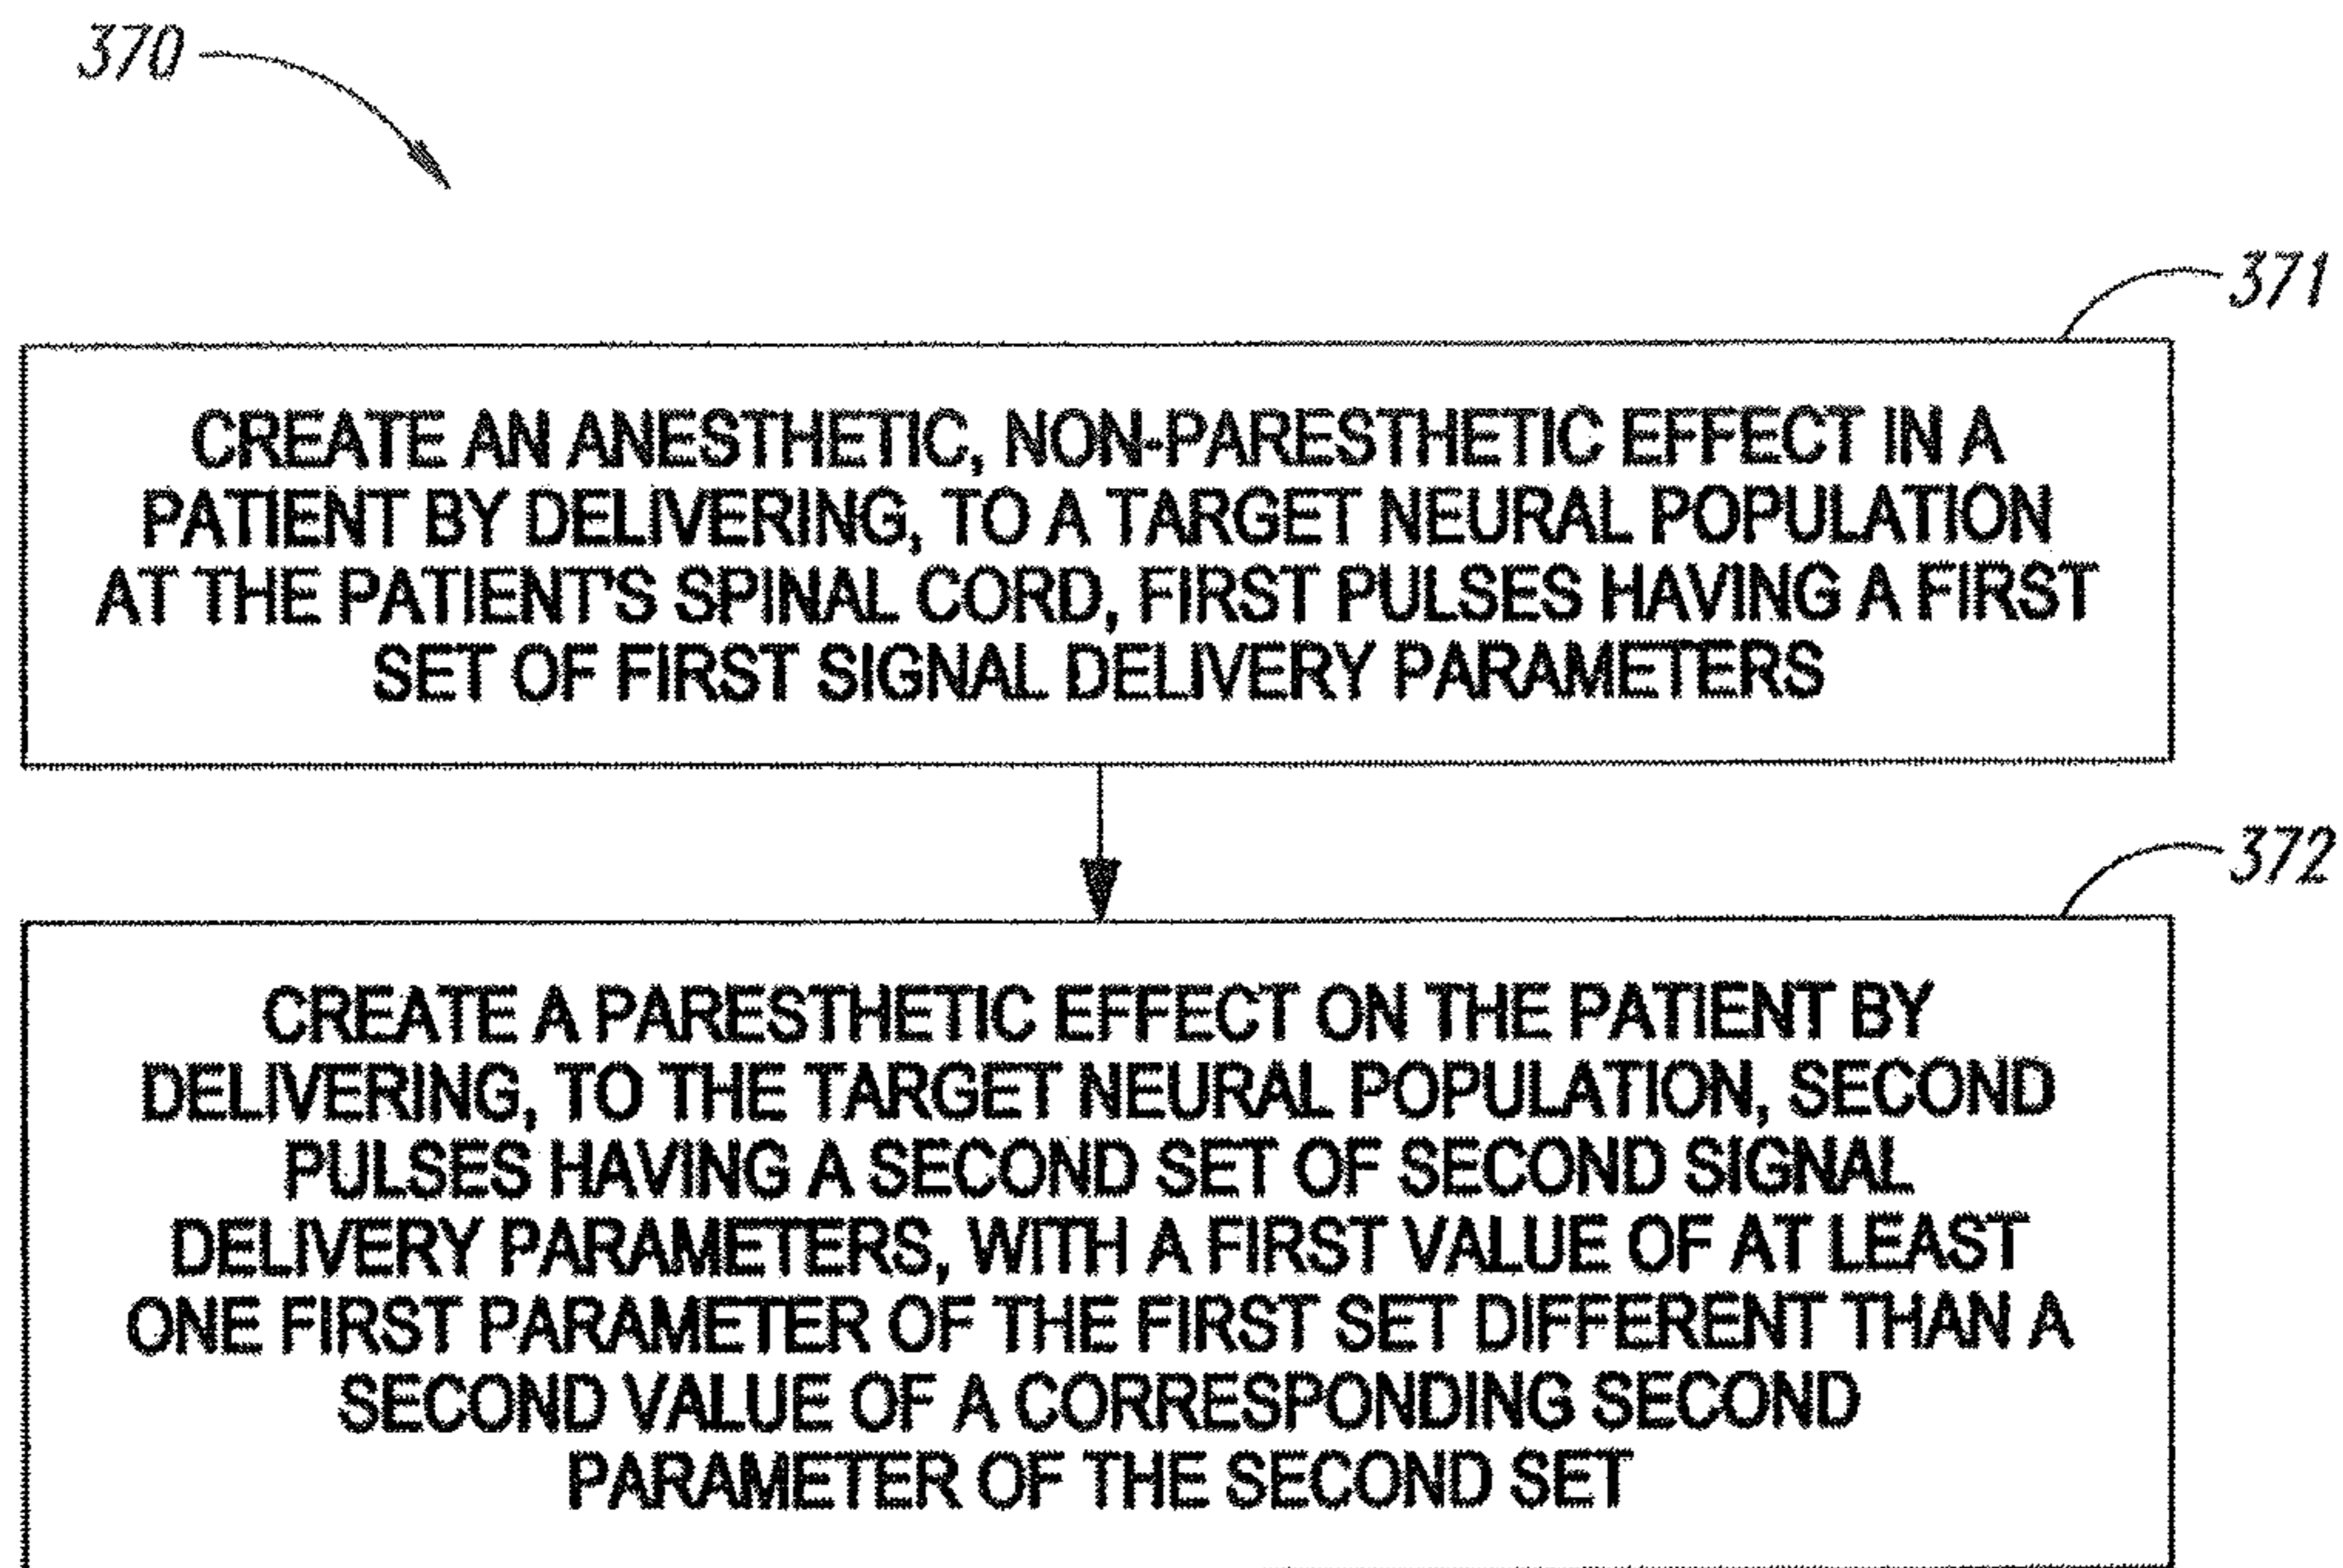 370
371
CREATE AN ANESTHETIC, NON-PARESTHETIC EFFECT IN A
PATIENT BY DELIVERING, TO A TARGET NEURAL POPULATION
AT THE PATIENT'S SPINAL CORD, FIRST PULSES HAVING A FIRST
SET OF FIRST SIGNAL DELIVERY PARAMETERS
372
CREATE A PARESTHETIC EFFECT ON THE PATIENT BY
DELIVERING, TO THE TARGET NEURAL POPULATION, SECOND
PULSES HAVING A SECOND SET OF SECOND SIGNAL
DELIVERY PARAMETERS, WITH A FIRST VALUE OF AT LEAST
ONE FIRST PARAMETER OF THE FIRST SET DIFFERENT THAN A
SECOND VALUE OF A CORRESPONDING SECOND
PARAMETER OF THE SECOND SET